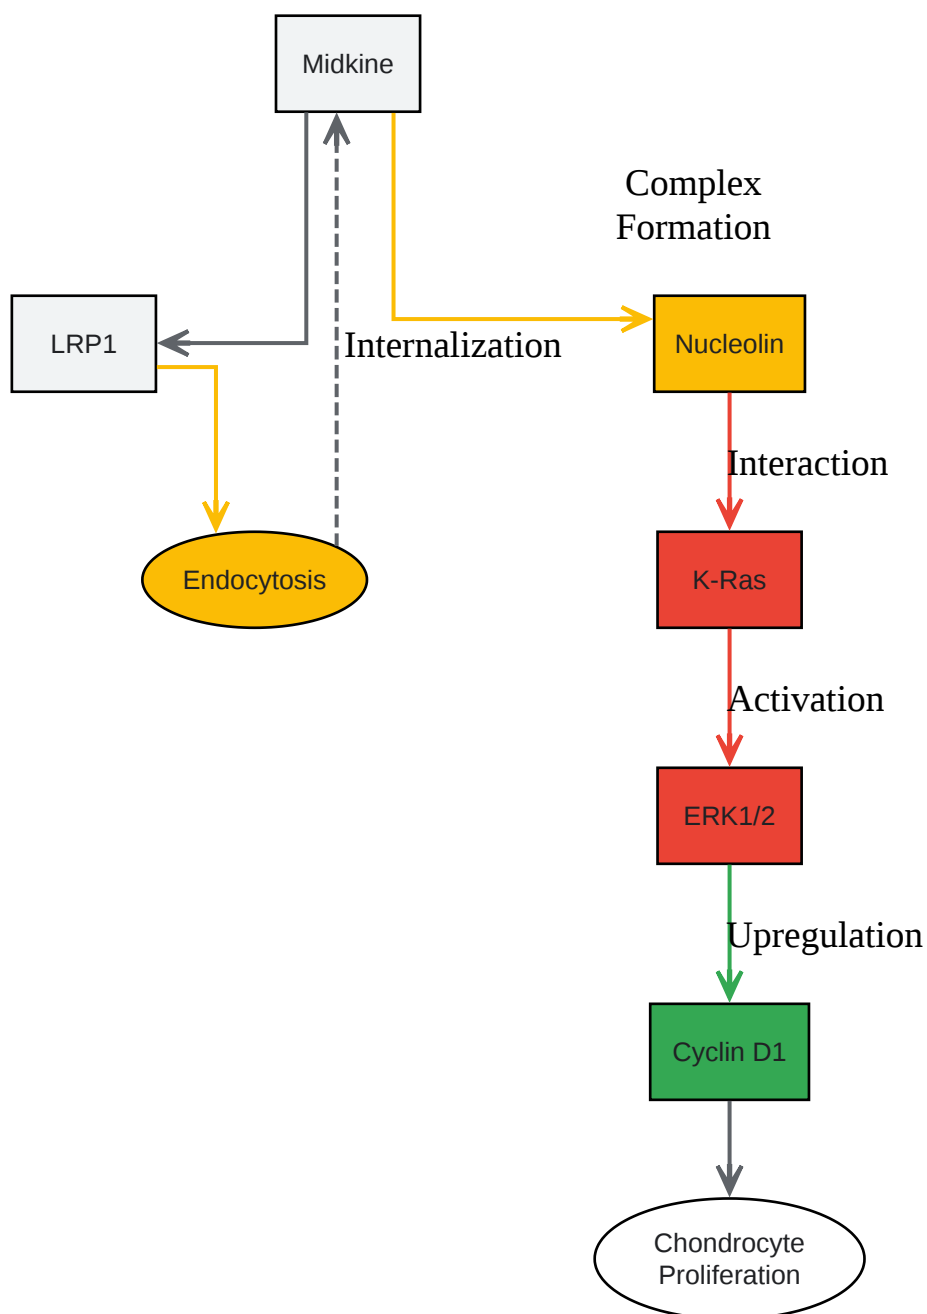 Midkine
Complex
Formation
LRP1
Internalization
Nucleolin
Interaction
Endocytosis
K-Ras
Activation
ERK1/2
Upregulation
Cyclin D1
Chondrocyte
Proliferation